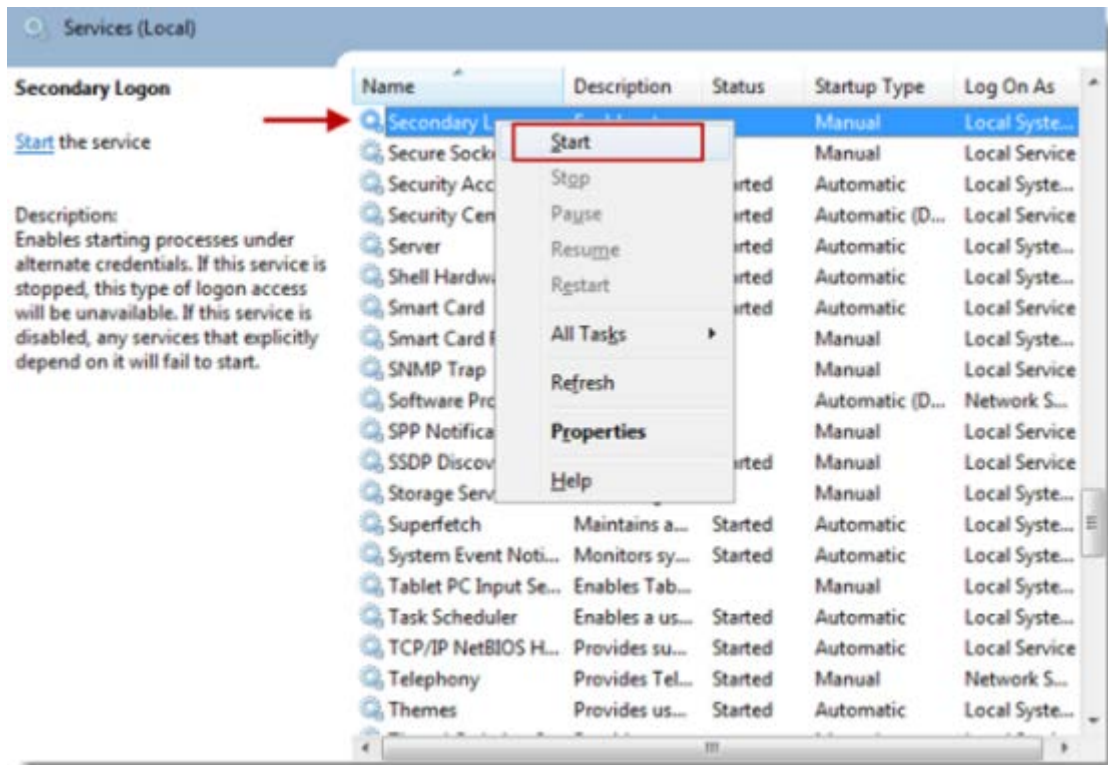 Services (Local)
Secondary Logon
Start the service
Description:
Enables starting processes under
alternate credentials. If this service is
stopped, this type of logon access
will be unavailable. If this service is
disabled, any services that explicitly
depend on it will fail to start.
Name Description Status Startup Type Log On As
Secondary L Manual Local Syste...
Secure Socke Manual Local Service
Security Acc rted Automatic Local Syste...
Security Cen rted Automatic (D... Local Service
Server rted Automatic Local Syste...
Shell Hardwa rted Automatic Local Syste...
Smart Card rted Automatic Local Service
Smart Card Manual Local Syste...
SNMP Trap Manual Local Service
Software Pro Automatic (D... Network S...
SPP Notifica Manual Local Service
SSDP Discov rted Manual Local Service
Storage Serv Manual Local Syste...
Superfetch Maintains a... Started Automatic Local Syste...
System Event Noti... Monitors sy... Started Automatic Local Syste...
Tablet PC Input Se... Enables Tab... Manual Local Syste...
Task Scheduler Enables a us... Started Automatic Local Syste...
TCP/IP NetBIOS H... Provides su... Started Automatic Local Service
Telephony Provides Tel... Started Manual Network S...
Themes Provides us... Started Automatic Local Syste...
Start
Stop
Pause
Resume
Restart
All Tasks
Refresh
Properties
Help